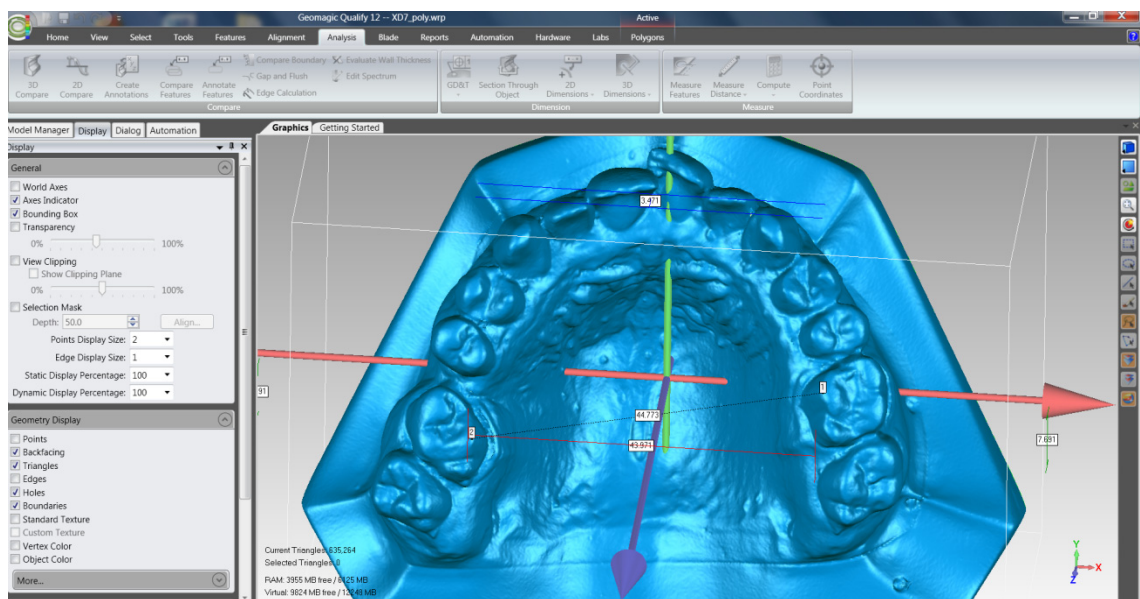 Geomagic Qualify 12 -- XD7_poly.wrp
Active
Home View Select Tools Features Alignment Analysis Blade Reports Automation Hardware Labs Polygons
3D Compare
2D Compare
Create Annotations
Compare Features
Annotate Features
Compare Boundary
Evaluate Wall Thickness
Gap and Flush
Edit Spectrum
Edge Calculation
Compare
GD&T
Section Through Object
2D Dimensions
3D Dimensions
Dimension
Measure Features
Measure Distance
Compute
Point Coordinates
Measure
Model Manager Display Dialog Automation
Graphics Getting Started
Display
General
World Axes
Axes Indicator
Bounding Box
Transparency
0% 100%
View Clipping
Show Clipping Plane
0% 100%
Selection Mask
Depth: 50.0 Align...
Points Display Size: 2
Edge Display Size: 1
Static Display Percentage: 100
Dynamic Display Percentage: 100
Geometry Display
Points
Backfacing
Triangles
Edges
Holes
Boundaries
Standard Texture
Custom Texture
Vertex Color
Object Color
More...
3.471
91
1
44.773
2
43.971
7.691
Current Triangles: 635,264
Selected Triangles: 0
RAM: 3955 MB free / 8125 MB
Virtual: 9824 MB free / 12248 MB
Y
X
Z